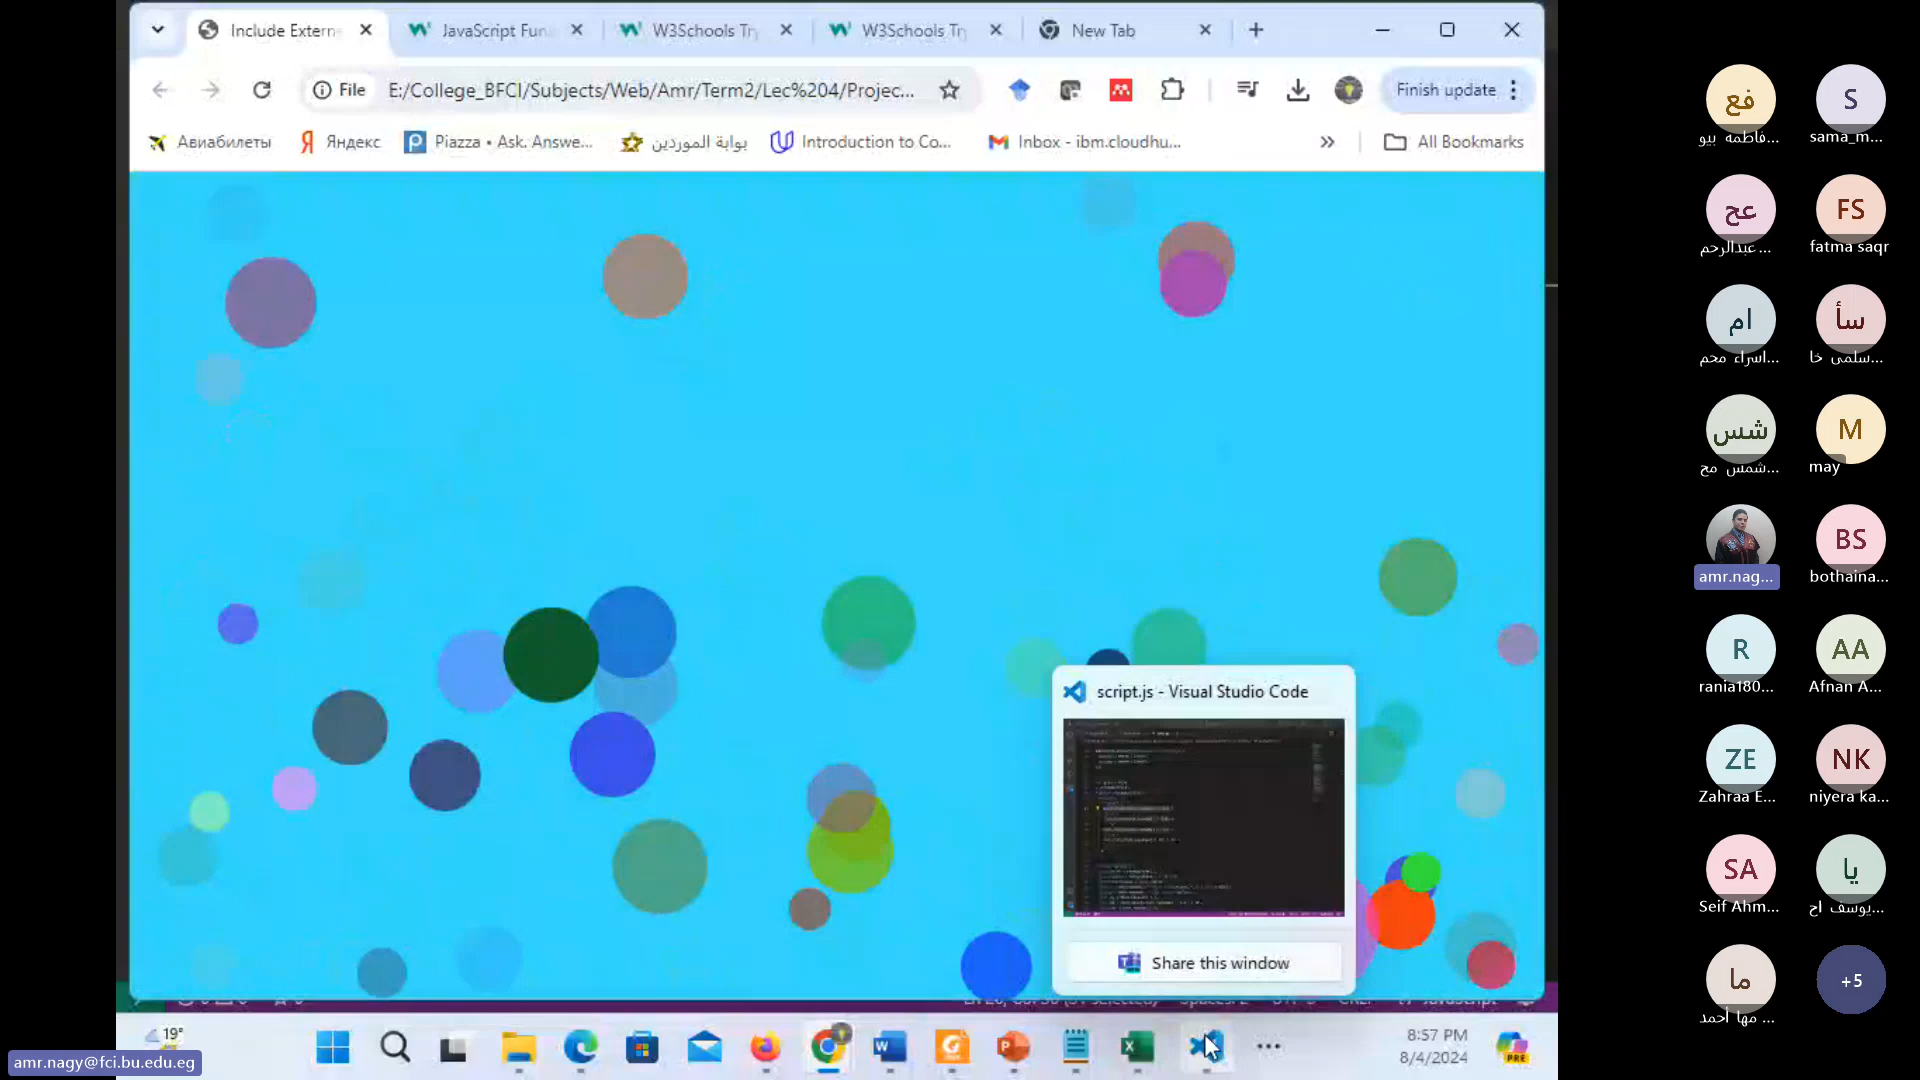 Include Extern
JavaScript Fun
W3Schools Tr
W3Schools Tr
New Tab
File
E:/College_BFCI/Subjects/Web/Amr/Term2/Lec%204/Projec...
Finish update
Авиабилеты
Яндекс
Piazza • Ask. Answe...
بوابة الموردين
Introduction to Co...
Inbox - ibm.cloudhu...
All Bookmarks
script.js - Visual Studio Code
Share this window
19°
8:57 PM
8/4/2024
PRE
amr.nagy@fci.bu.edu.eg
فع
فاطمه بيو...
S
sama_m...
عح
عبدالرحم...
FS
fatma saqr
ام
اسراء محم...
سأ
سلمى خا...
شس
شمس مح...
M
may
amr.nag...
BS
bothaina...
R
rania180...
AA
Afnan A...
ZE
Zahraa E...
NK
niyera ka...
SA
Seif Ahm...
يا
يوسف اح...
ما
مها أحمد ...
+5